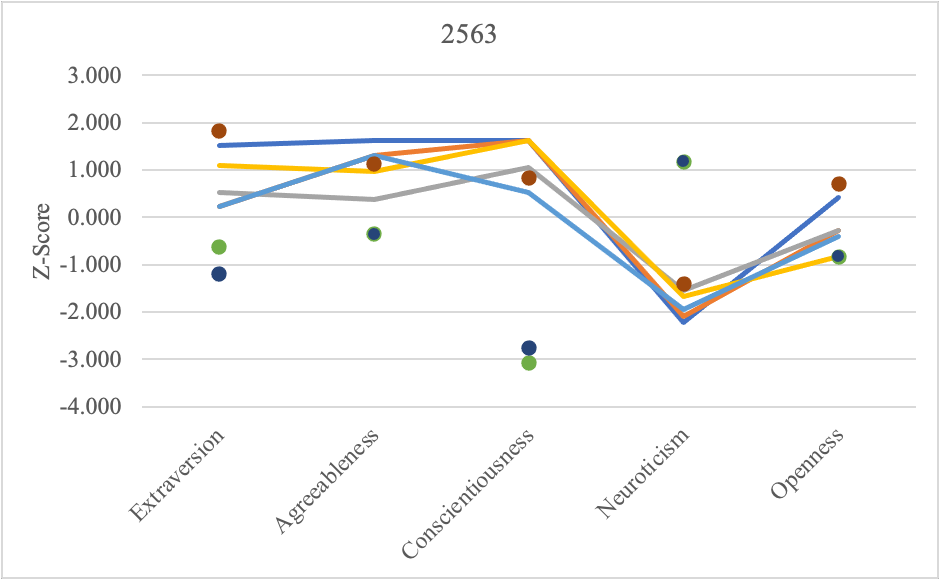 2563
3.000
2.000
1.000
0.000
-1.000
-2.000
-3.000
-4.000
Z-Score
Extraversion
Agreeableness
Conscientiousness
Neuroticism
Openness